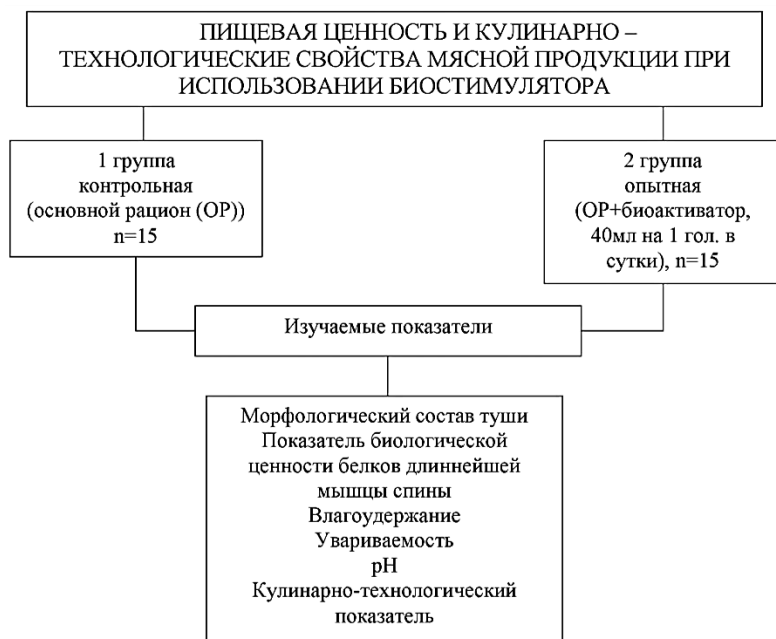 ПИЩЕВАЯ ЦЕННОСТЬ И КУЛИНАРНО –
ТЕХНОЛОГИЧЕСКИЕ СВОЙСТВА МЯСНОЙ ПРОДУКЦИИ ПРИ
ИСПОЛЬЗОВАНИИ БИОСТИМУЛЯТОРА
1 группа
контрольная
(основной рацион (ОР))
n=15
2 группа
опытная
(ОР+биоактиватор,
40мл на 1 гол. в
сутки), n=15
Изучаемые показатели
Морфологический состав туши
Показатель биологической
ценности белков длиннейшей
мышцы спины
Влагоудержание
Увариваемость
pH
Кулинарно-технологический
показатель